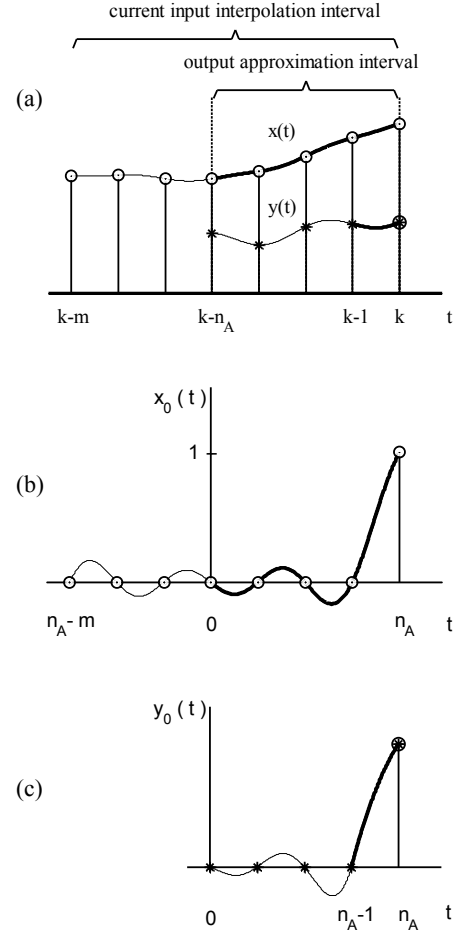 current input interpolation interval
output approximation interval
(a)
x(t)
y(t)
k-m k-n_A k-1 k t
x_0 ( t )
1
(b)
n_A - m 0 n_A t
y_0 ( t )
(c)
0 n_A-1 n_A t